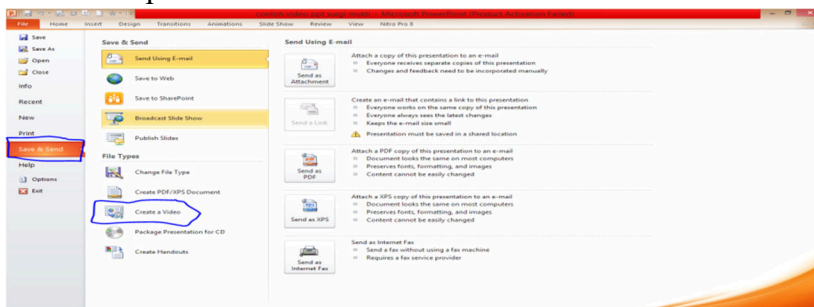 contoh video ppt surgi mufti - Microsoft PowerPoint (Product Activation Failed)
File Home Insert Design Transitions Animations Slide Show Review View Nitro Pro 8
Save
Save As
Open
Close
Info
Recent
New
Print
Save & Send
Help
Options
Exit
Save & Send
Send Using E-mail
Save to Web
Save to SharePoint
Broadcast Slide Show
Publish Slides
File Types
Change File Type
Create PDF/XPS Document
Create a Video
Package Presentation for CD
Create Handouts
Send Using E-mail
Send as
Attachment
Attach a copy of this presentation to an e-mail
Everyone receives separate copies of this presentation
Changes and feedback need to be incorporated manually
Send a Link
Create an e-mail that contains a link to this presentation
Everyone works on the same copy of this presentation
Everyone always sees the latest changes
Keeps the e-mail size small
Presentation must be saved in a shared location
Send as
PDF
Attach a PDF copy of this presentation to an e-mail
Document looks the same on most computers
Preserves fonts, formatting, and images
Content cannot be easily changed
Send as XPS
Attach a XPS copy of this presentation to an e-mail
Document looks the same on most computers
Preserves fonts, formatting, and images
Content cannot be easily changed
Send as
Internet Fax
Send as Internet Fax
Send a fax without using a fax machine
Requires a fax service provider